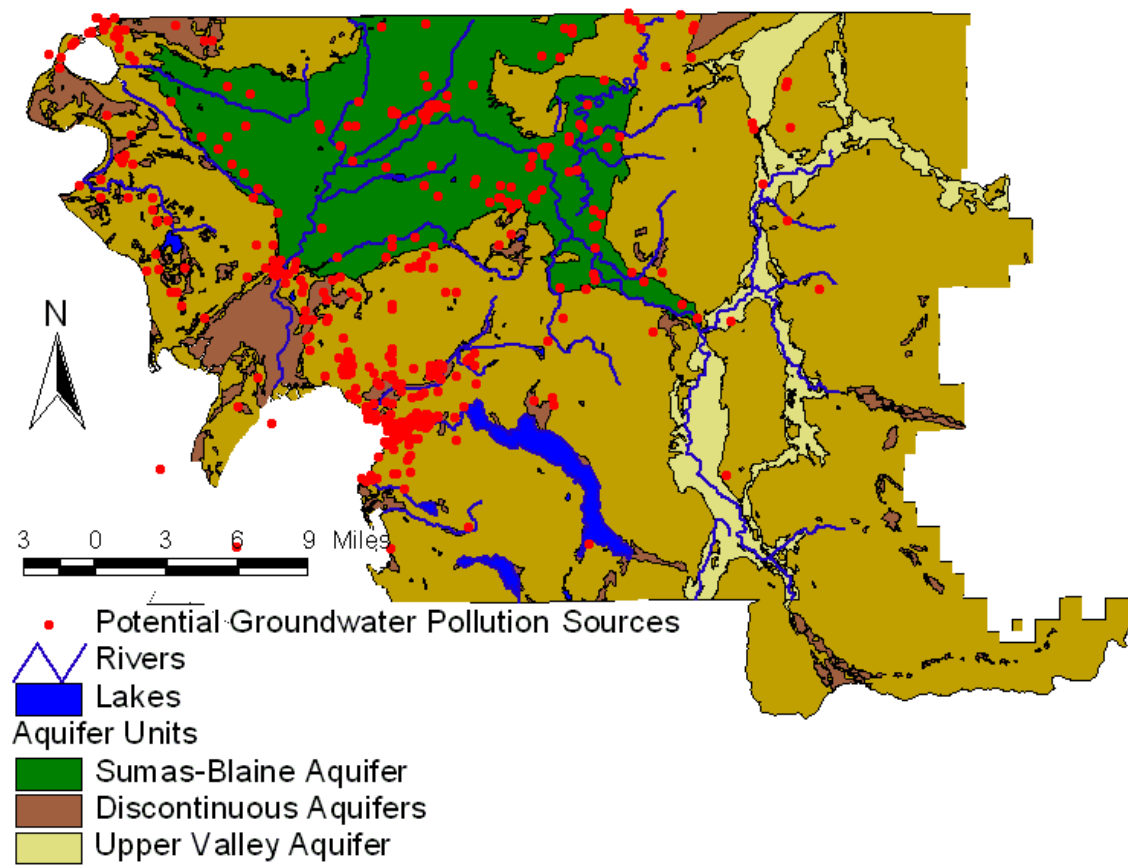 N
3 0 3 6 9 Miles
Potential Groundwater Pollution Sources
Rivers
Lakes
Aquifer Units
Sumas-Blaine Aquifer
Discontinuous Aquifers
Upper Valley Aquifer